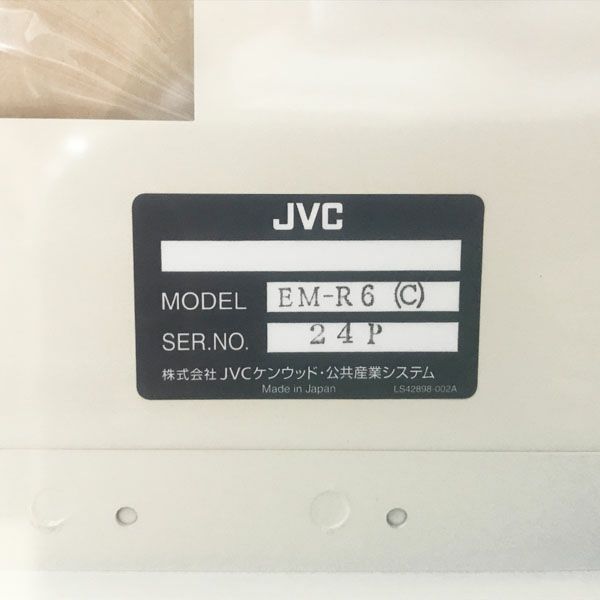 JVC
MODEL EM-R6 (C)
SER.NO. 24P
株式会社 JVCケンウッド・公共産業システム
Made in Japan LS42898-002A